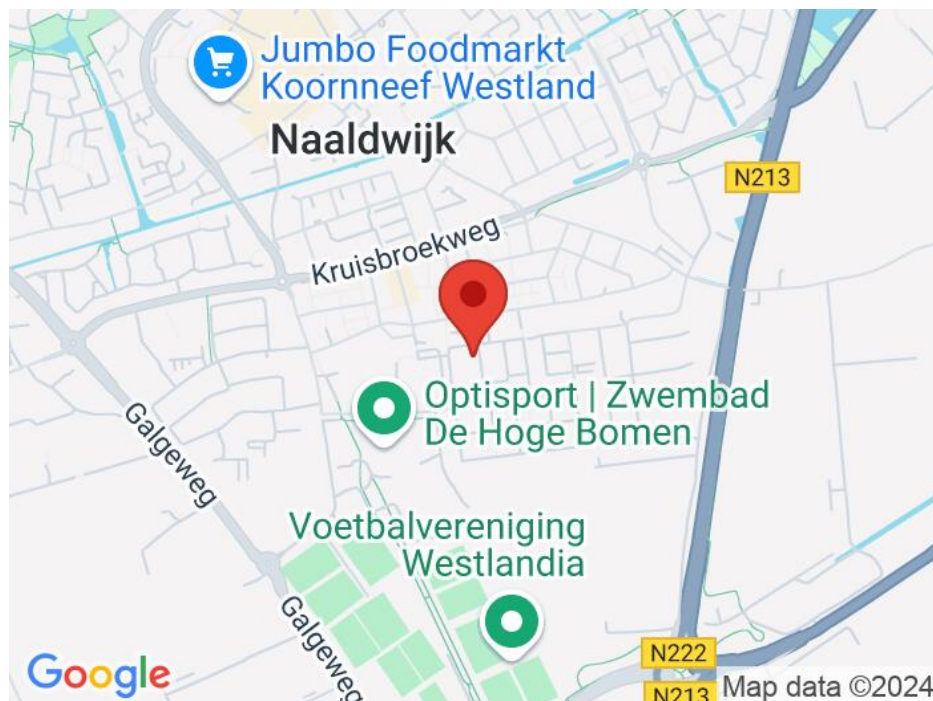 Jumbo Foodmarkt
Koornneef Westland
Naaldwijk
N213
Kruisbroekweg
Optisport | Zwembad
De Hoge Bomen
Galgeweg
Voetbalvereniging
Westlandia
Galgeweg
N222
N213
Google
Map data ©2024